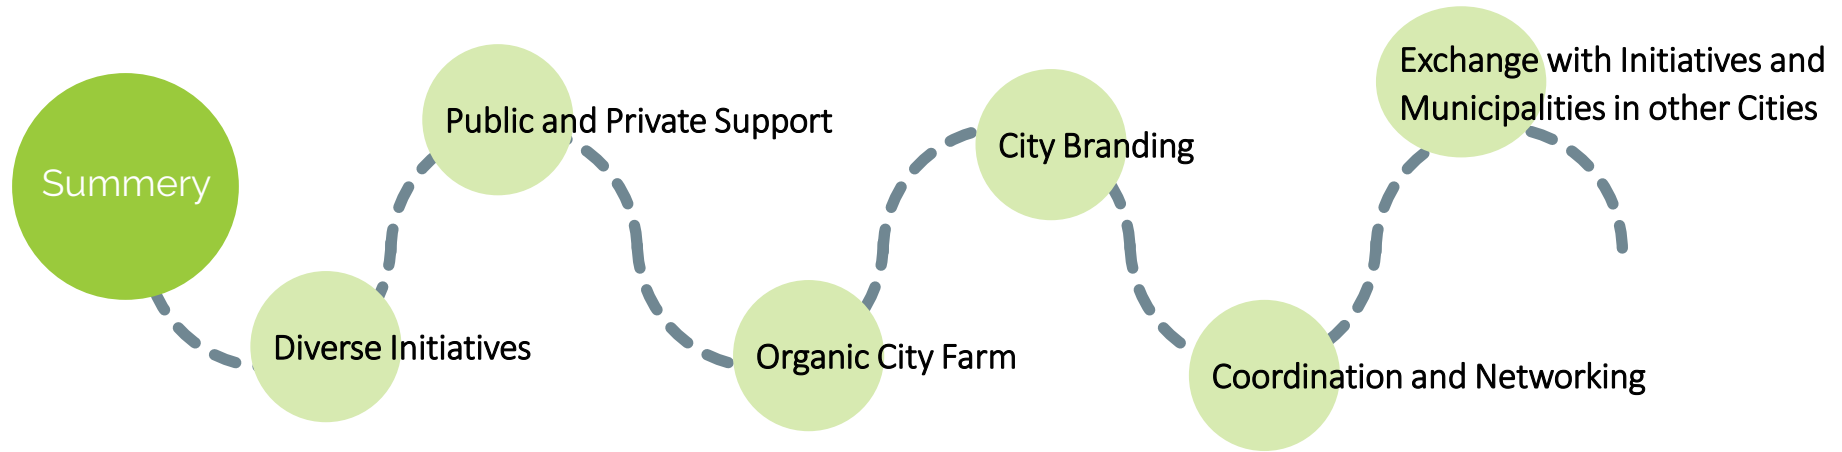 Summery
Diverse Initiatives
Public and Private Support
Organic City Farm
City Branding
Coordination and Networking
Exchange with Initiatives and
Municipalities in other Cities